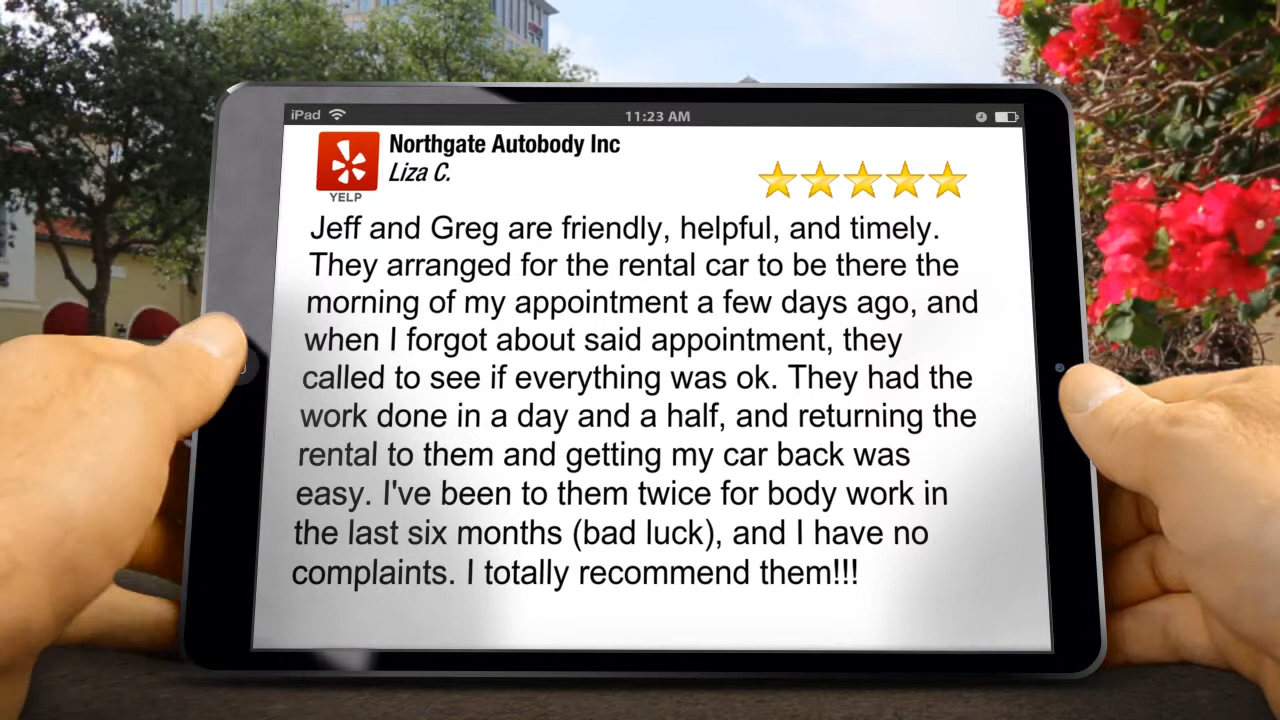 iPad 11:23 AM
Northgate Autobody Inc
Liza C.
YELP
Jeff and Greg are friendly, helpful, and timely.
They arranged for the rental car to be there the
morning of my appointment a few days ago, and
when I forgot about said appointment, they
called to see if everything was ok. They had the
work done in a day and a half, and returning the
rental to them and getting my car back was
easy. I've been to them twice for body work in
the last six months (bad luck), and I have no
complaints. I totally recommend them!!!